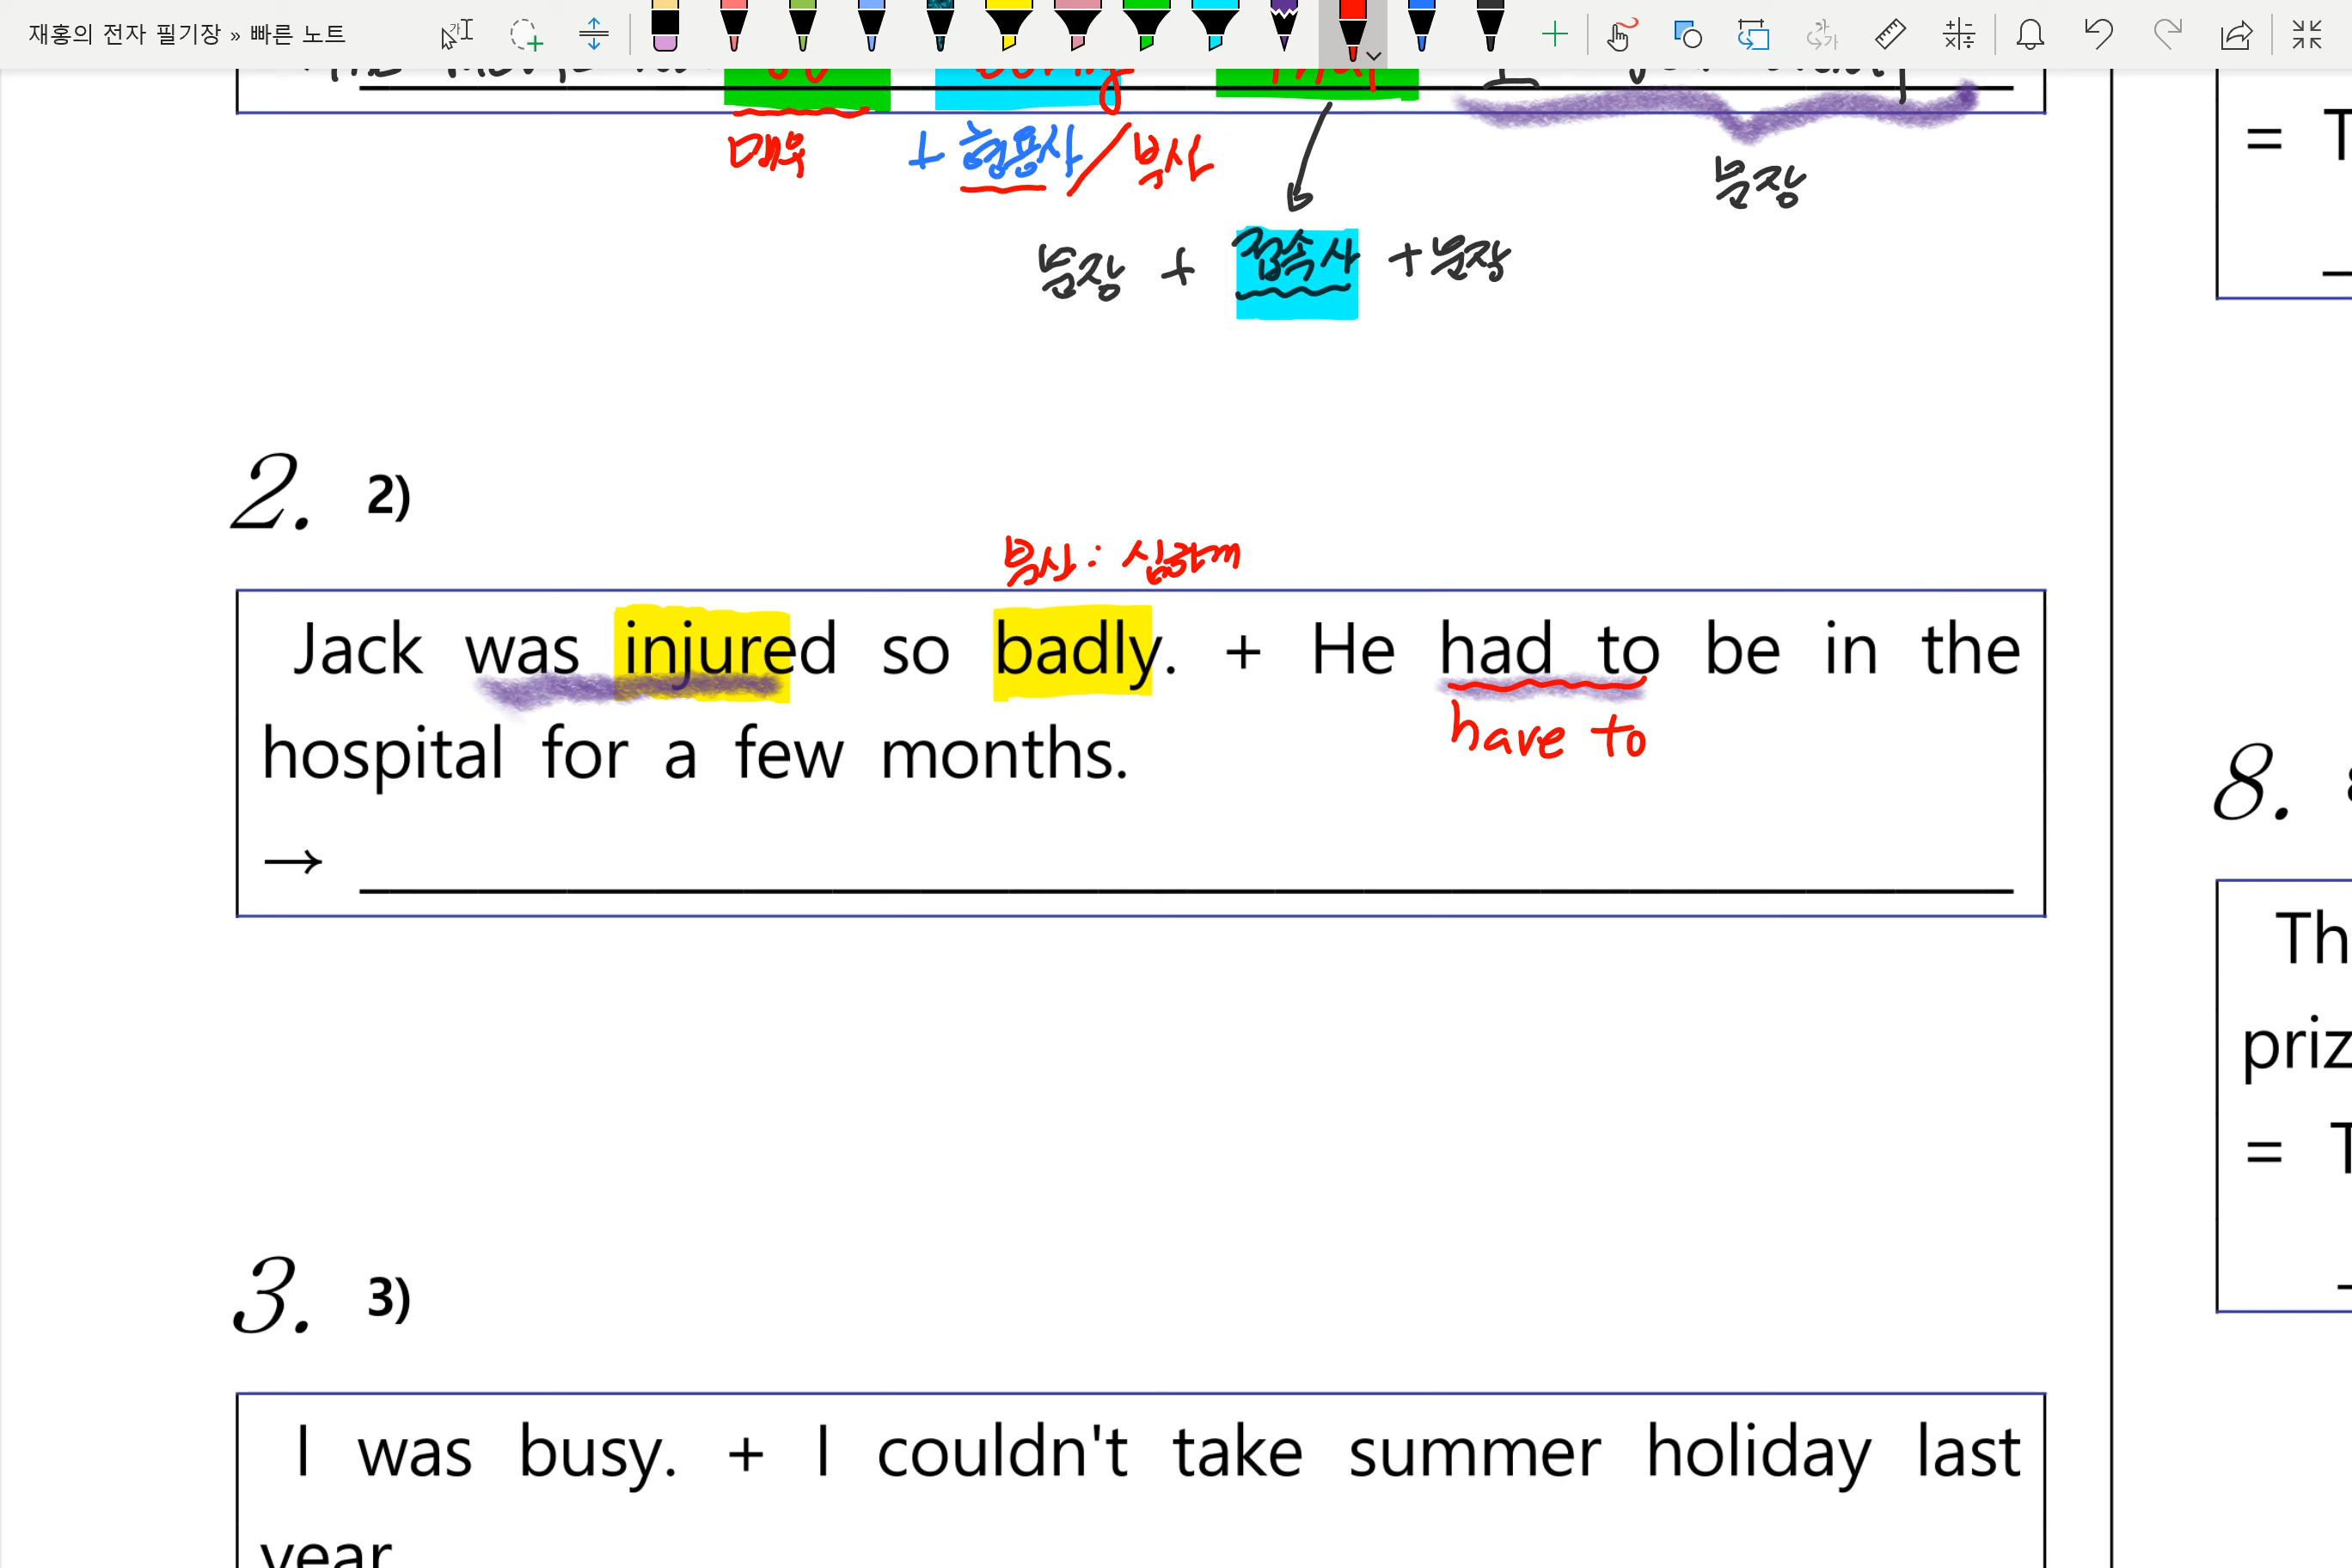 재홍의 전자 필기장 » 빠른 노트
매우 + 형용사 / 부사
문장
문장 + 접속사 + 문장
= T
2. 2)
부사 : 심하게
Jack was injured so badly. + He had to be in the
have to
hospital for a few months.
→
8.
Th
priz
= T
3. 3)
I was busy. + I couldn't take summer holiday last
year